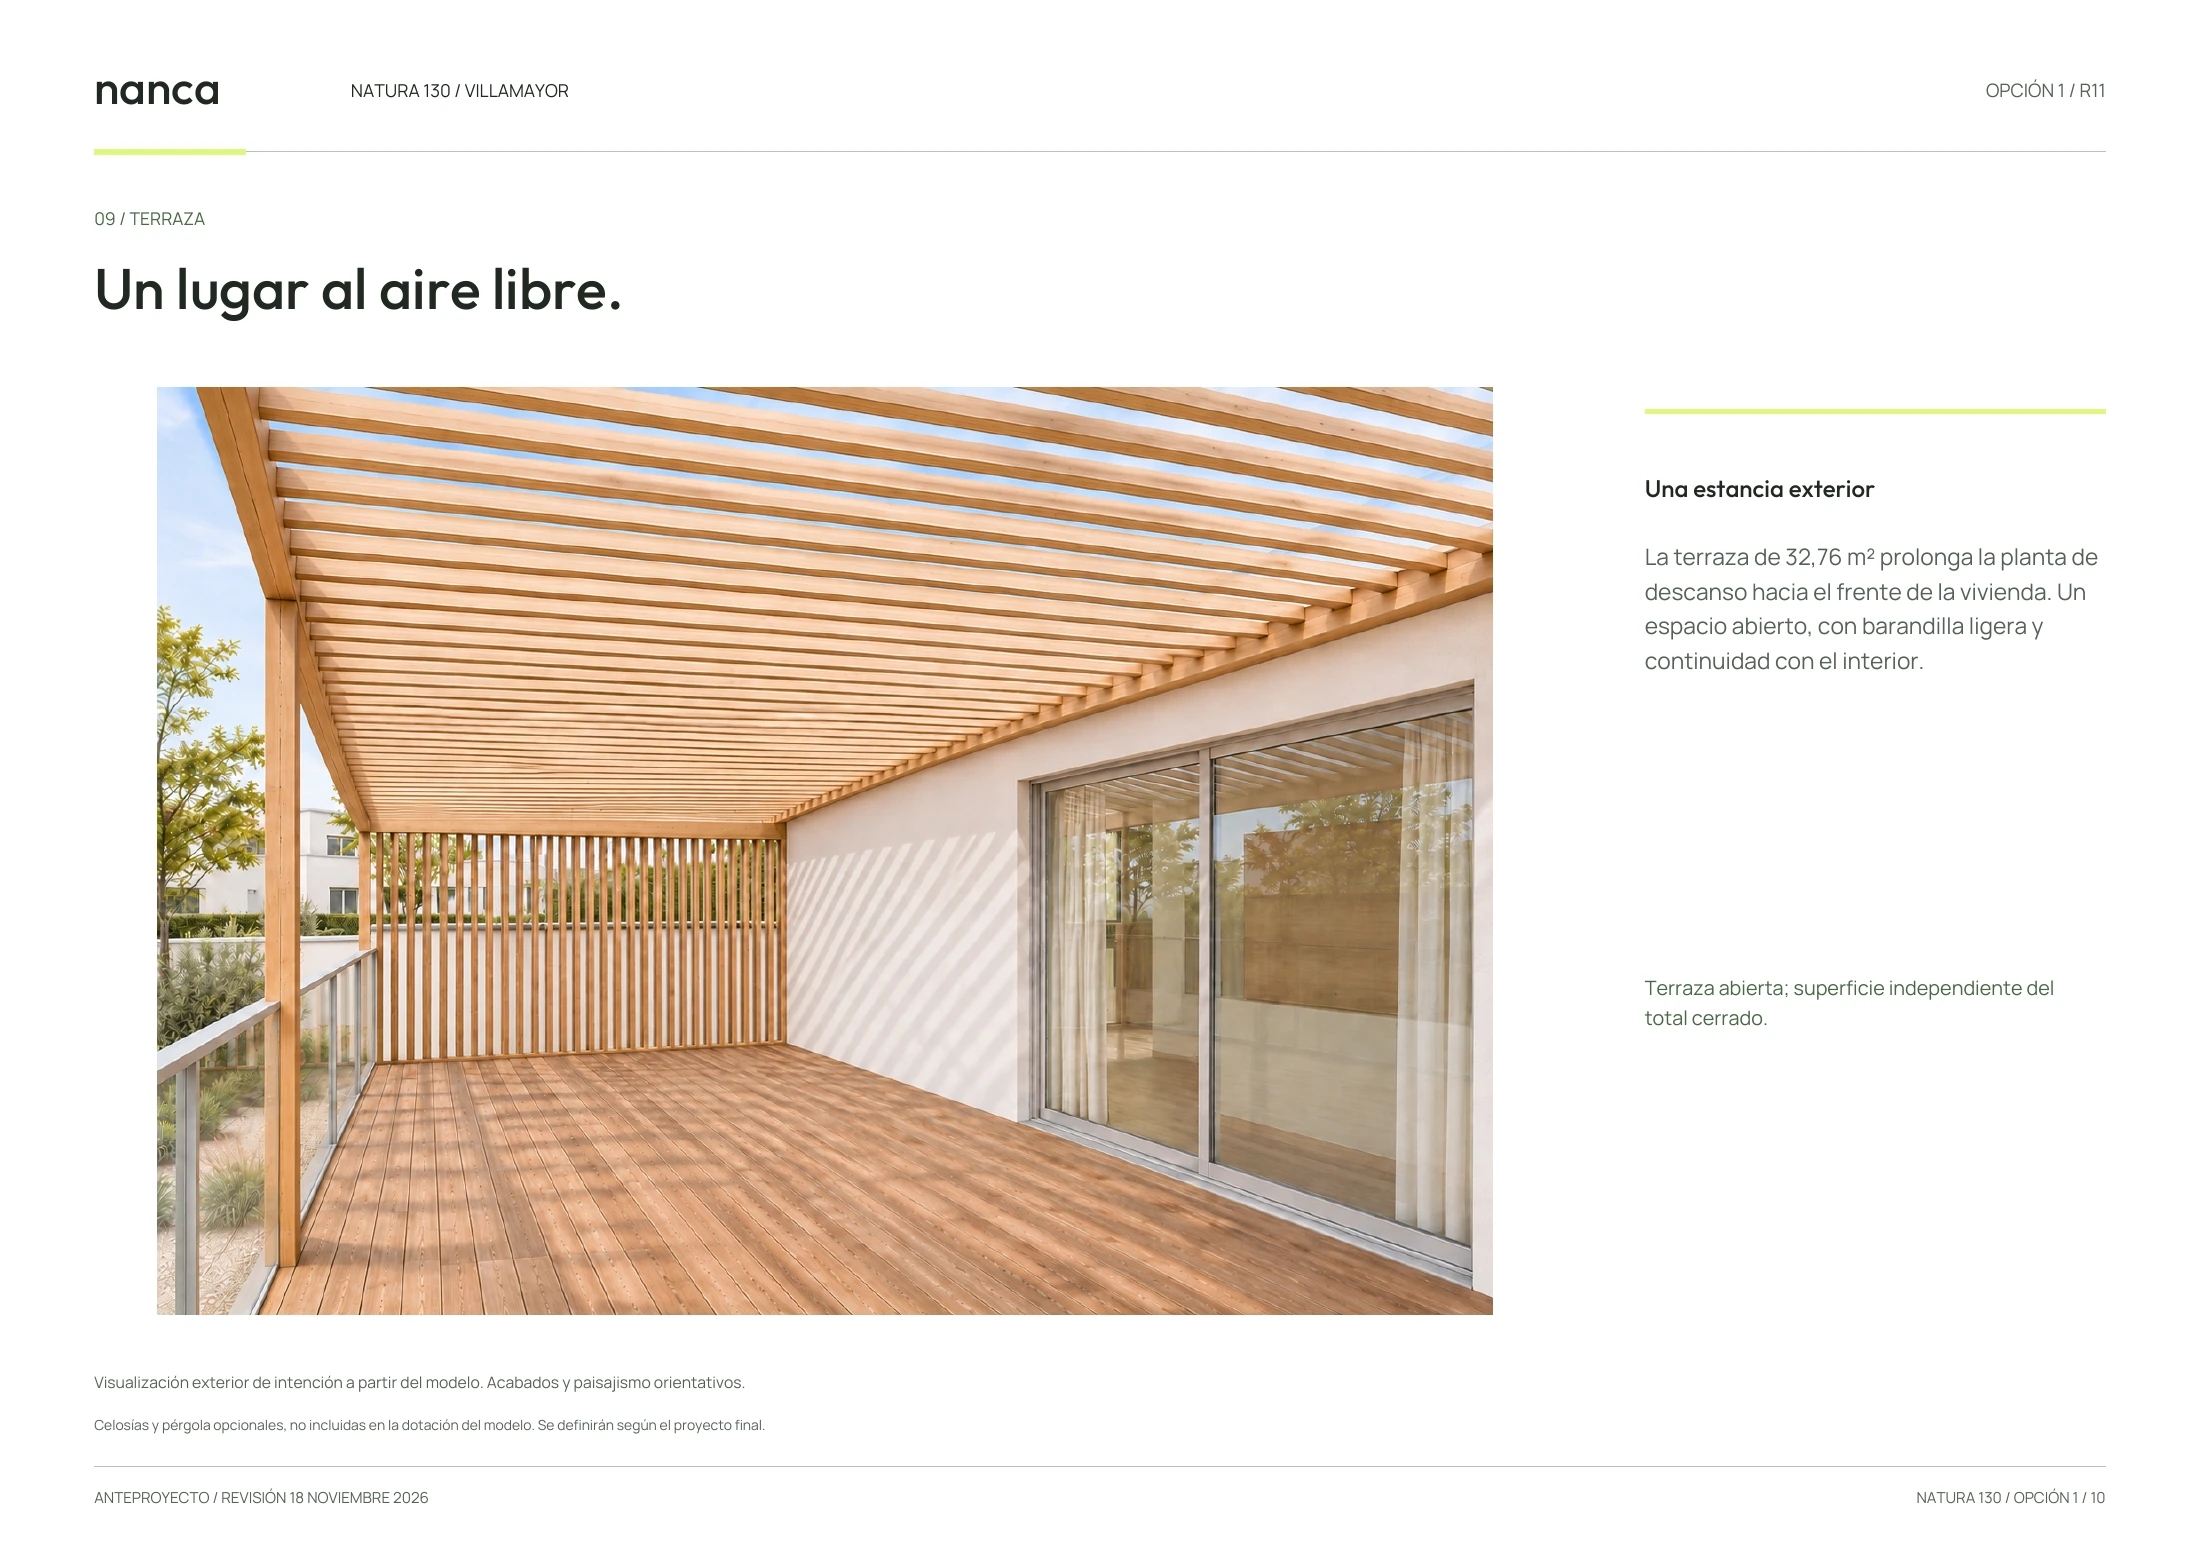 nanca
NATURA 130 / VILLAMAYOR
OPCIÓN 1 / R11
09 / TERRAZA
Un lugar al aire libre.
Una estancia exterior
La terraza de 32,76 m² prolonga la planta de
descanso hacia el frente de la vivienda. Un
espacio abierto, con barandilla ligera y
continuidad con el interior.
Terraza abierta; superficie independiente del
total cerrado.
Visualización exterior de intención a partir del modelo. Acabados y paisajismo orientativos.
Celosías y pérgola opcionales, no incluidas en la dotación del modelo. Se definirán según el proyecto final.
ANTEPROYECTO / REVISIÓN 18 NOVIEMBRE 2026
NATURA 130 / OPCIÓN 1 / 10